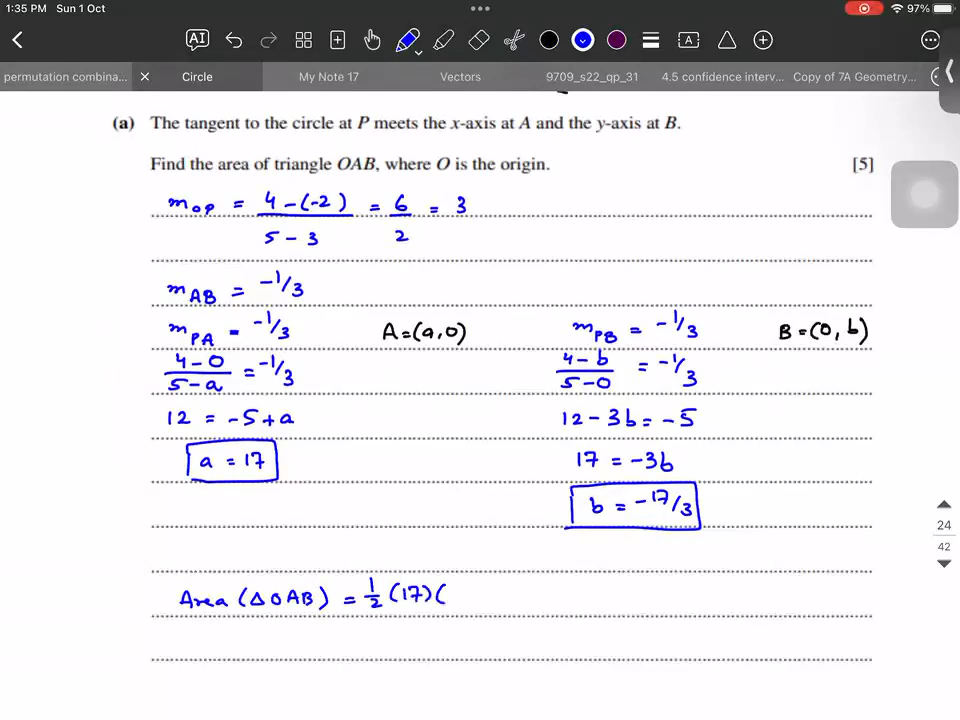 1:35 PM Sun 1 Oct
97%
permutation combina... Circle My Note 17 Vectors 9709_s22_qp_31 4.5 confidence interv... Copy of 7A Geometry...
(a) The tangent to the circle at P meets the x-axis at A and the y-axis at B.
Find the area of triangle OAB, where O is the origin. [5]
m_OP = 4 - (-2) / 5 - 3 = 6/2 = 3
m_AB = -1/3
m_PA = -1/3 A = (a, 0) m_PB = -1/3 B = (0, b)
4 - 0 / 5 - a = -1/3 4 - b / 5 - 0 = -1/3
12 = -5 + a 12 - 3b = -5
a = 17 17 = -3b
b = -17/3
24
42
Area (△OAB) = 1/2 (17)(